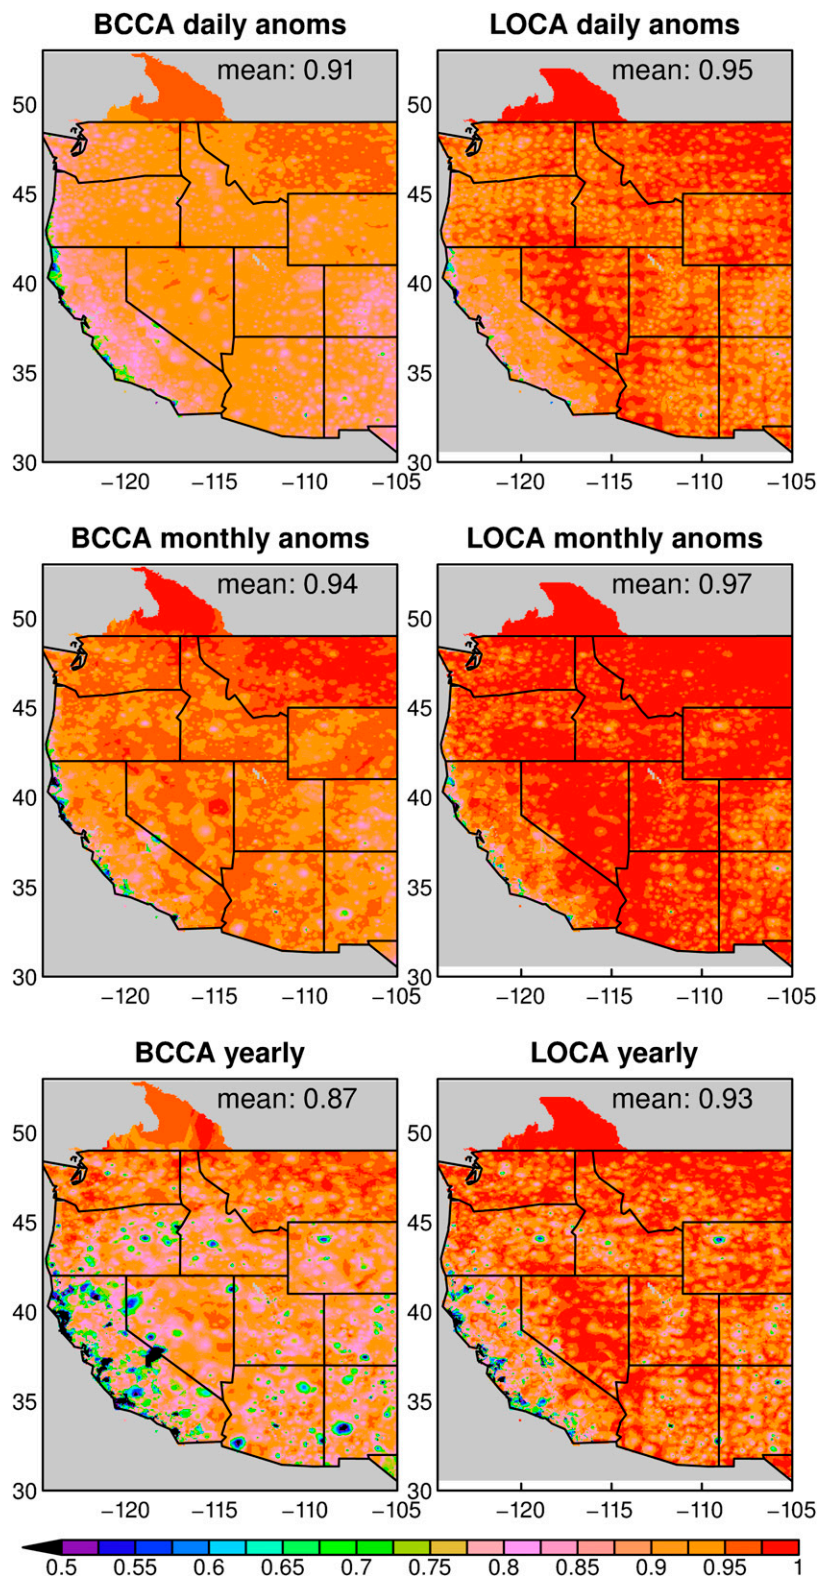 BCCA daily anoms LOCA daily anoms
mean: 0.91 mean: 0.95
50
45
40
35
30
−120 −115 −110 −105 −120 −115 −110 −105
BCCA monthly anoms LOCA monthly anoms
mean: 0.94 mean: 0.97
50 50
45 45
40 40
35 35
30 30
−120 −115 −110 −105 −120 −115 −110 −105
BCCA yearly LOCA yearly
mean: 0.87 mean: 0.93
50 50
45 45
40 40
35 35
30 30
−120 −115 −110 −105 −120 −115 −110 −105
0.5 0.55 0.6 0.65 0.7 0.75 0.8 0.85 0.9 0.95 1